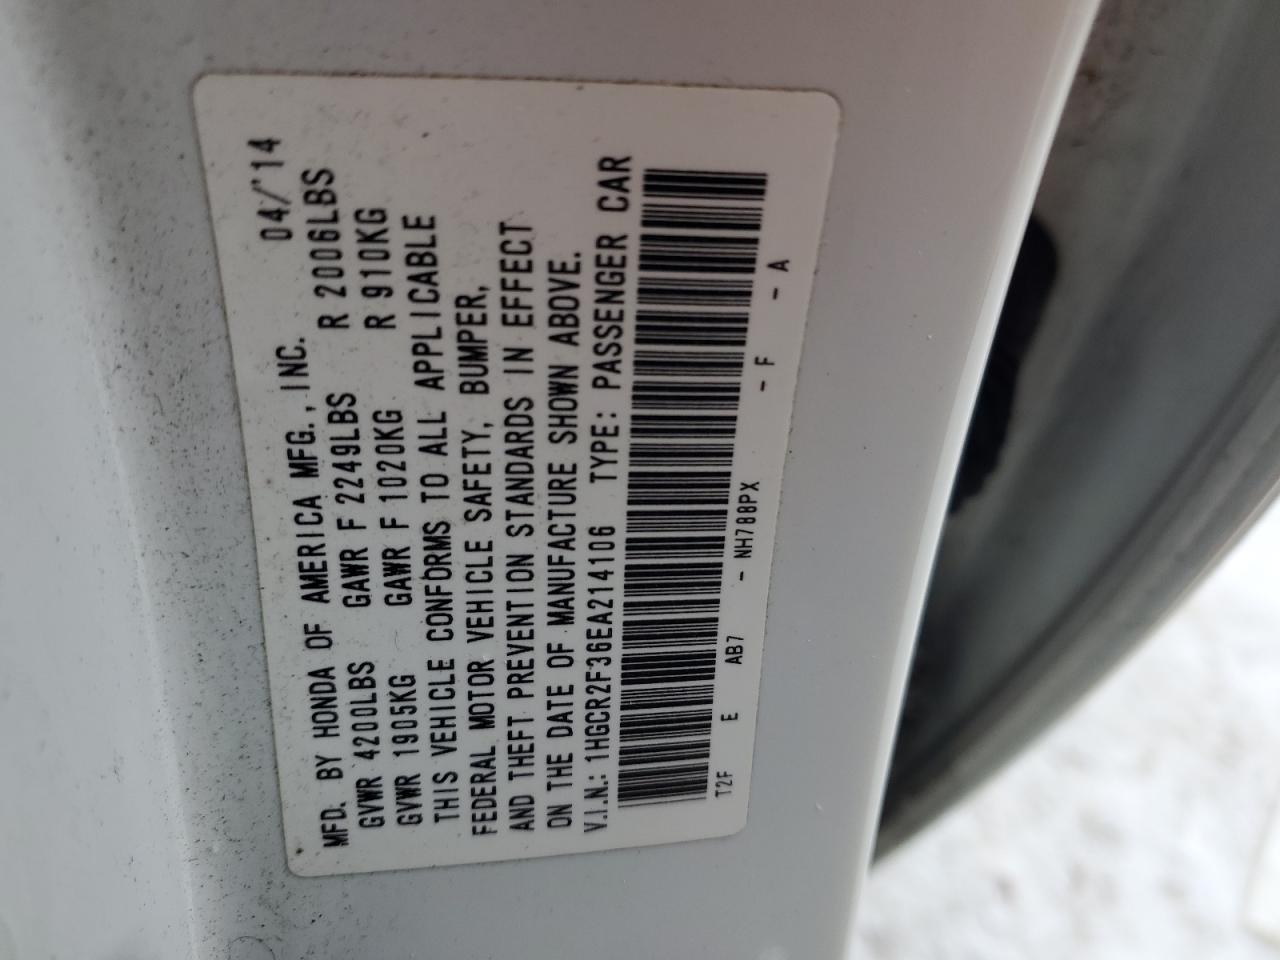 MFD. BY HONDA OF AMERICA MFG., INC. 04/'14
GVWR 4200LBS GAWR F 2249LBS R 2006LBS
GVWR 1905KG GAWR F 1020KG R 910KG
THIS VEHICLE CONFORMS TO ALL APPLICABLE
FEDERAL MOTOR VEHICLE SAFETY, BUMPER,
AND THEFT PREVENTION STANDARDS IN EFFECT
ON THE DATE OF MANUFACTURE SHOWN ABOVE.
V.I.N.: 1HGCR2F36EA214106 TYPE: PASSENGER CAR
T2F E AB7 - NH788PX - F - A